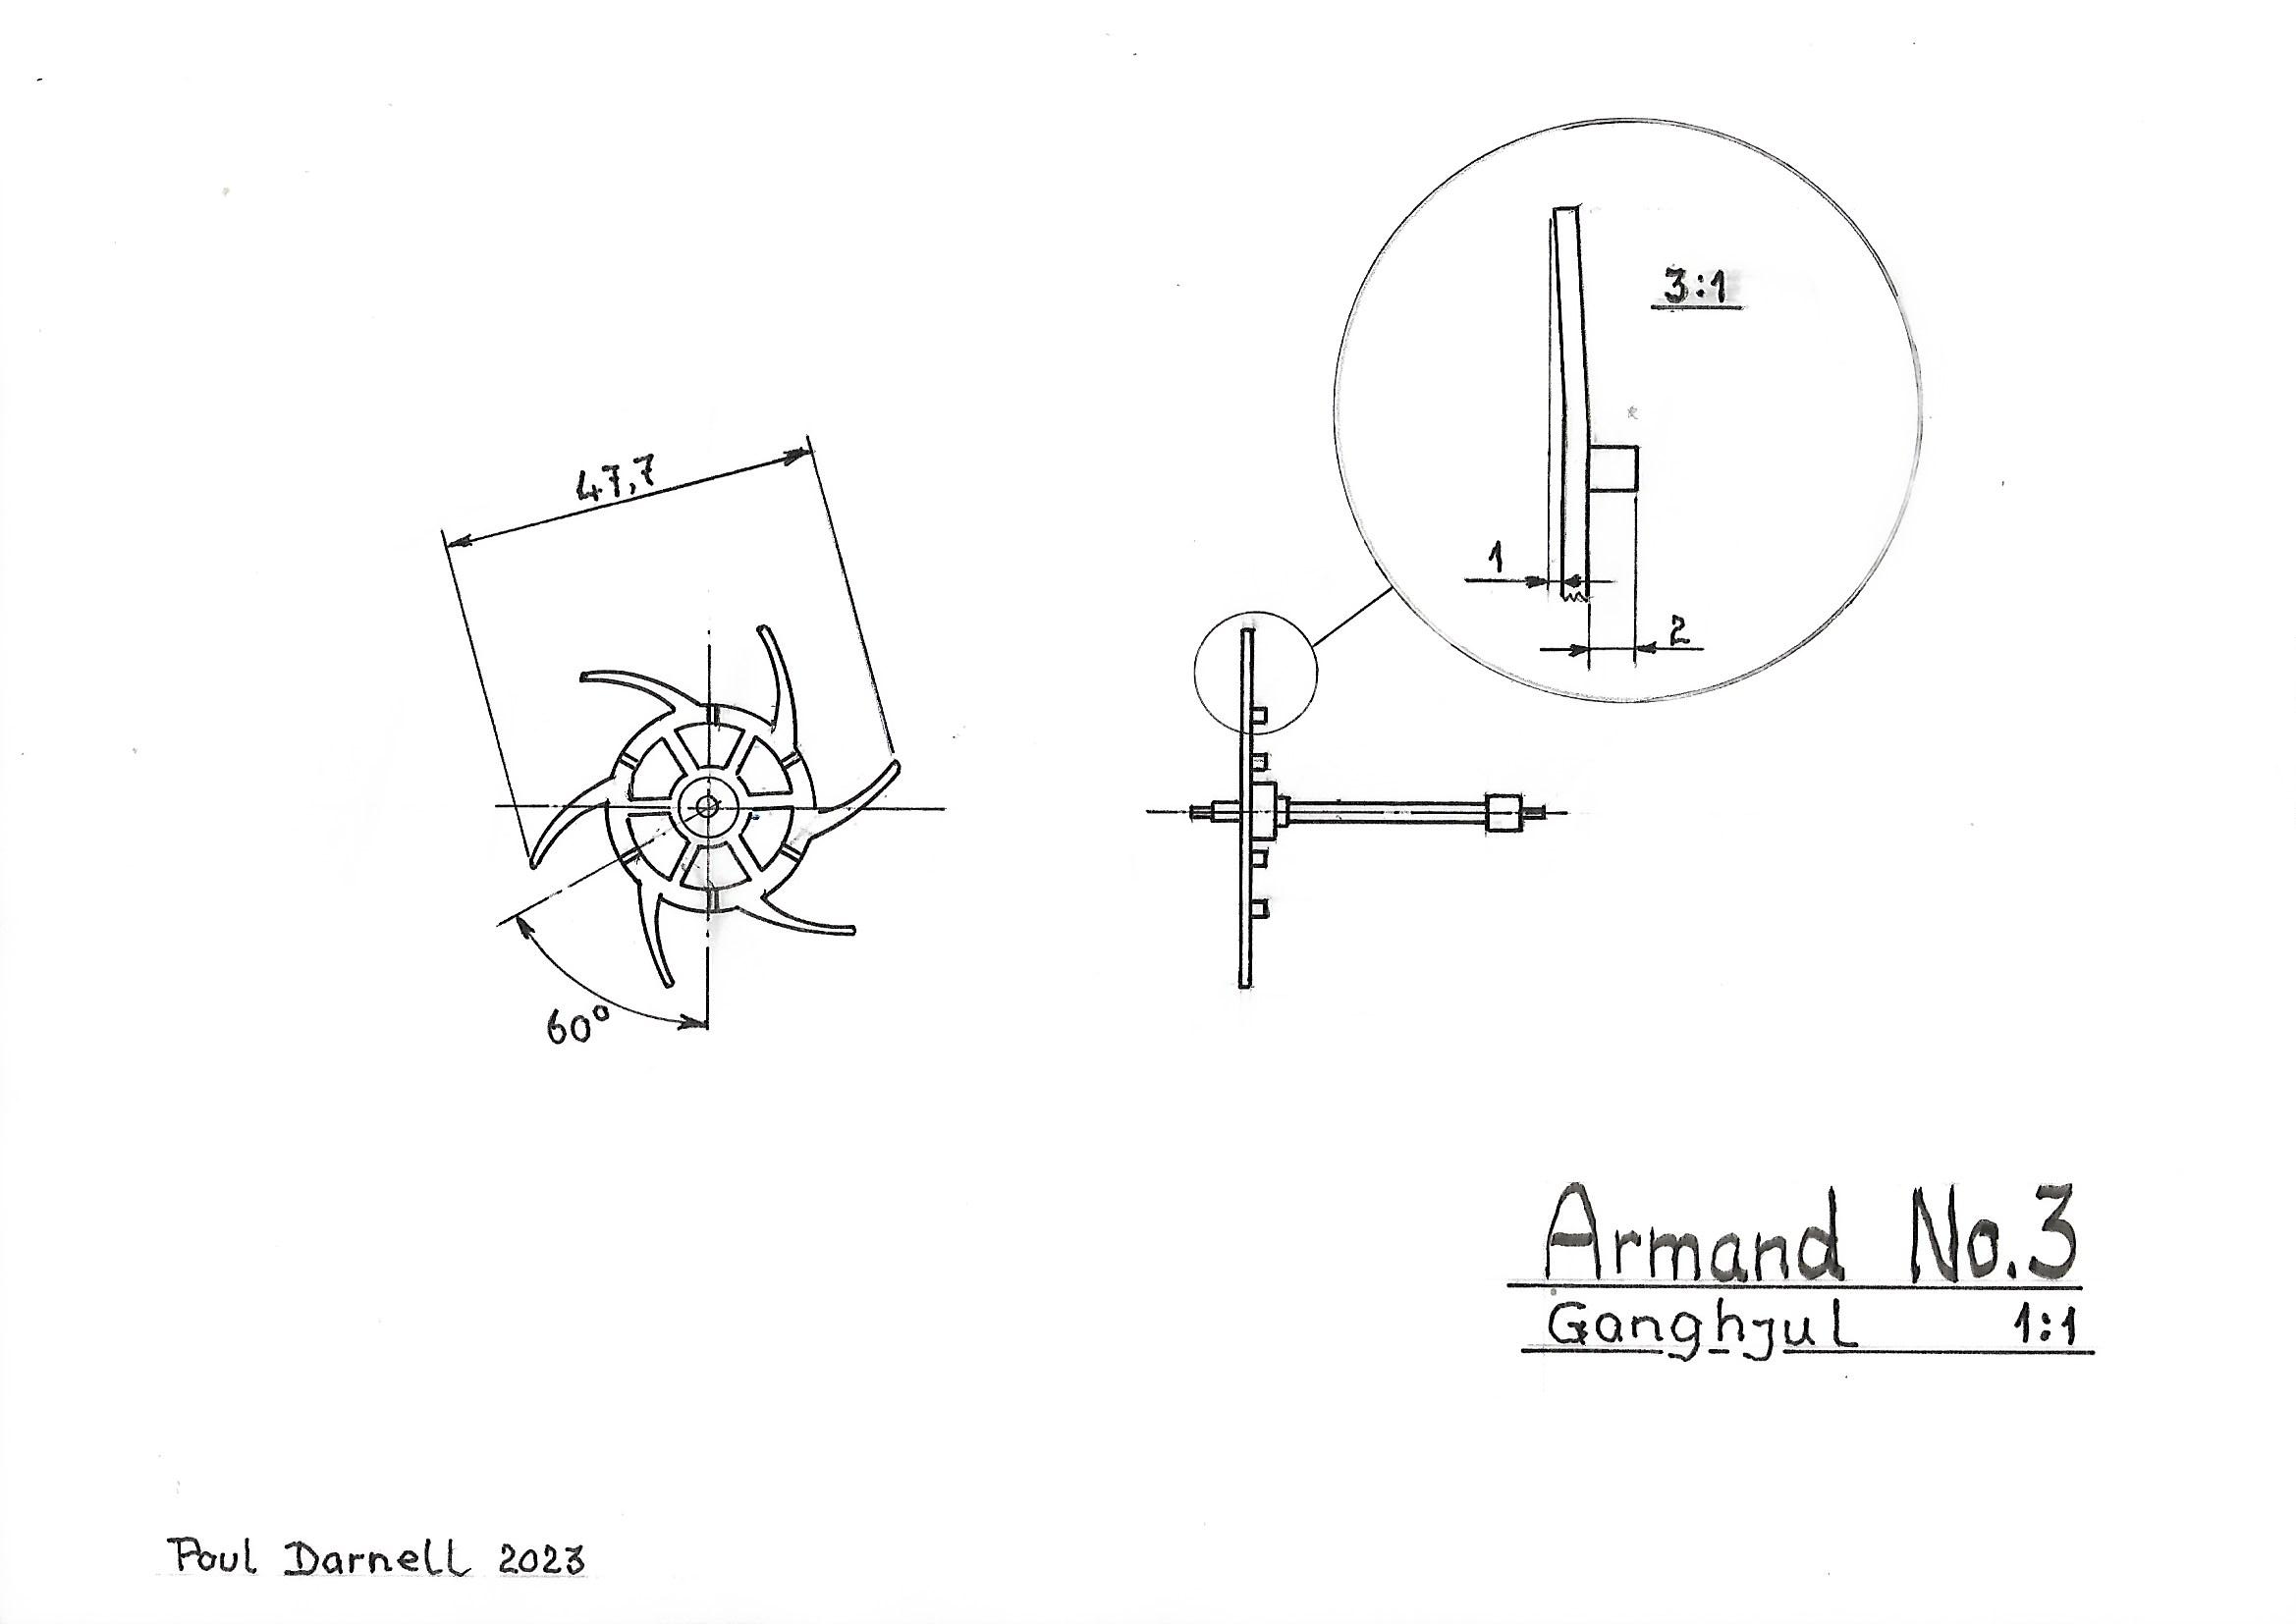 3:1
47,7
1
2
60°
Armand No.3
Ganghjul 1:1
Poul Darnell 2023